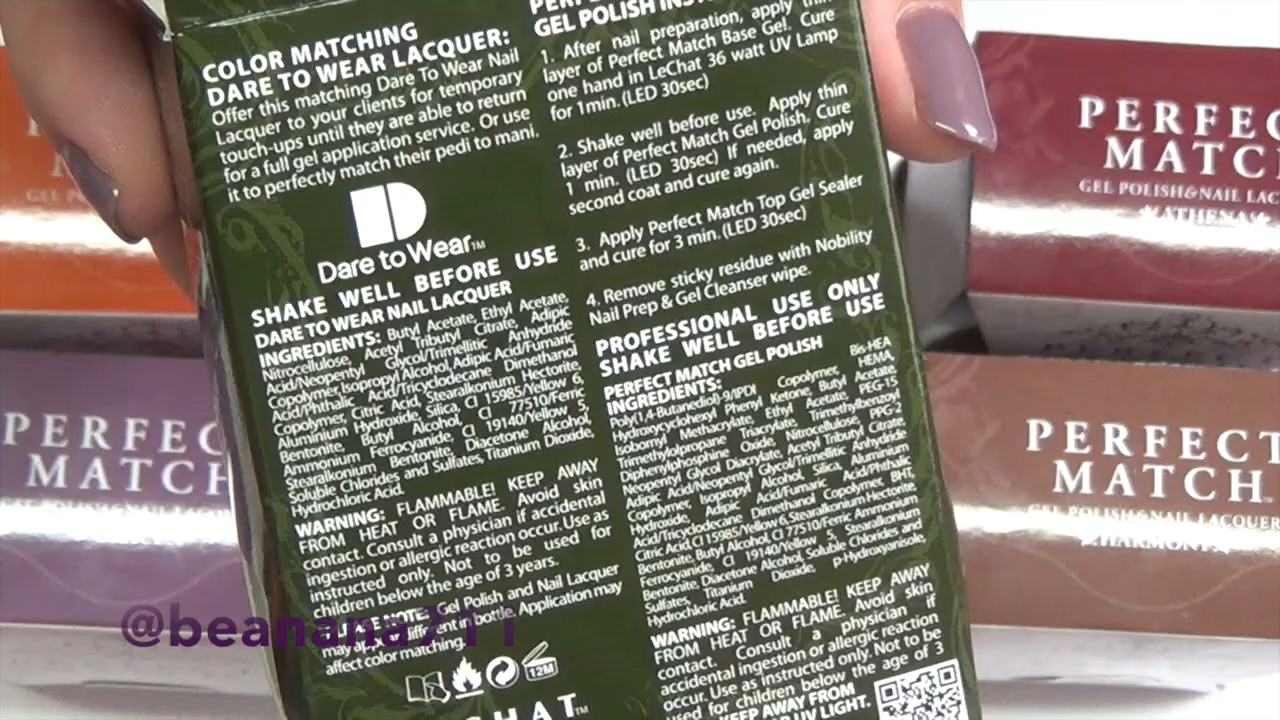 COLOR MATCHING
DARE TO WEAR LACQUER:
Offer this matching Dare To Wear Nail
Lacquer to your clients for temporary
touch-ups until they are able to return
for a full gel application service. Or use
it to perfectly match their pedi to mani.
Dare to Wear™
SHAKE WELL BEFORE USE
DARE TO WEAR NAIL LACQUER
INGREDIENTS: Butyl Acetate, Ethyl Acetate,
Nitrocellulose, Acetyl Tributyl Citrate, Adipic
Acid/Neopentyl Glycol/Trimellitic Anhydride
Copolymer, Isopropyl Alcohol, Adipic Acid/Fumaric
Acid/Phthalic Acid/Tricyclodecane Dimethanol
Copolymer, Citric Acid, Stearalkonium Hectorite,
Aluminium Hydroxide, Silica, CI 15985/Yellow 6,
Bentonite, Butyl Alcohol, CI 77510/Ferric
Ammonium Ferrocyanide, CI 19140/Yellow 5,
Stearalkonium Bentonite, Diacetone Alcohol,
Soluble Chlorides and Sulfates, Titanium Dioxide,
Hydrochloric Acid.
WARNING: FLAMMABLE! KEEP AWAY
FROM HEAT OR FLAME. Avoid skin
contact. Consult a physician if accidental
ingestion or allergic reaction occur. Use as
instructed only. Not to be used for
children below the age of 3 years.
NOTE: Gel Polish and Nail Lacquer
different in bottle. Application may
affect color matching.
12M
GEL POLISH
1. After nail preparation, apply thin
layer of Perfect Match Base Gel. Cure
one hand in LeChat 36 watt UV Lamp
for 1min. (LED 30sec)
2. Shake well before use. Apply thin
layer of Perfect Match Gel Polish. Cure
1 min. (LED 30sec) If needed, apply
second coat and cure again.
3. Apply Perfect Match Top Gel Sealer
and cure for 3 min. (LED 30sec)
4. Remove sticky residue with Nobility
Nail Prep & Gel Cleanser wipe.
PROFESSIONAL USE ONLY
SHAKE WELL BEFORE USE
PERFECT MATCH GEL POLISH
INGREDIENTS: Bis-HEA
Poly(1,4-Butanediol)-9/IPDI Copolymer, HEMA,
Hydroxycyclohexyl Phenyl Ketone, Butyl Acetate,
Isobornyl Methacrylate, Ethyl Acetate, PEG-15
Trimethylolpropane Triacrylate, Trimethylbenzoyl
Diphenylphosphine Oxide, Nitrocellulose, PPG-2
Neopentyl Glycol Diacrylate, Acetyl Tributyl Citrate,
Adipic Acid/Neopentyl Glycol/Trimellitic Anhydride
Copolymer, Isopropyl Alcohol, Silica, Aluminium
Hydroxide, Adipic Acid/Fumaric Acid/Phthalic
Acid/Tricyclodecane Dimethanol Copolymer, BHT,
Citric Acid, CI 15985/Yellow 6, Stearalkonium Hectorite,
Bentonite, Butyl Alcohol, CI 77510/Ferric Ammonium
Ferrocyanide, CI 19140/Yellow 5, Stearalkonium
Bentonite, Diacetone Alcohol, Soluble Chlorides and
Sulfates, Titanium Dioxide, p-Hydroxyanisole,
Hydrochloric Acid.
WARNING: FLAMMABLE! KEEP AWAY
FROM HEAT OR FLAME. Avoid skin
contact. Consult a physician if
accidental ingestion or allergic reaction
occur. Use as instructed only. Not to be
used for children below the age of 3
KEEP AWAY FROM
UV LIGHT.
PERFEC
MATC
GEL POLISH&NAIL LAC
ATHENA
PERFEC
MATCH
PERFECT
MATCH
GEL POLISH&NAIL LACQUER
HARMONY
@beanana711